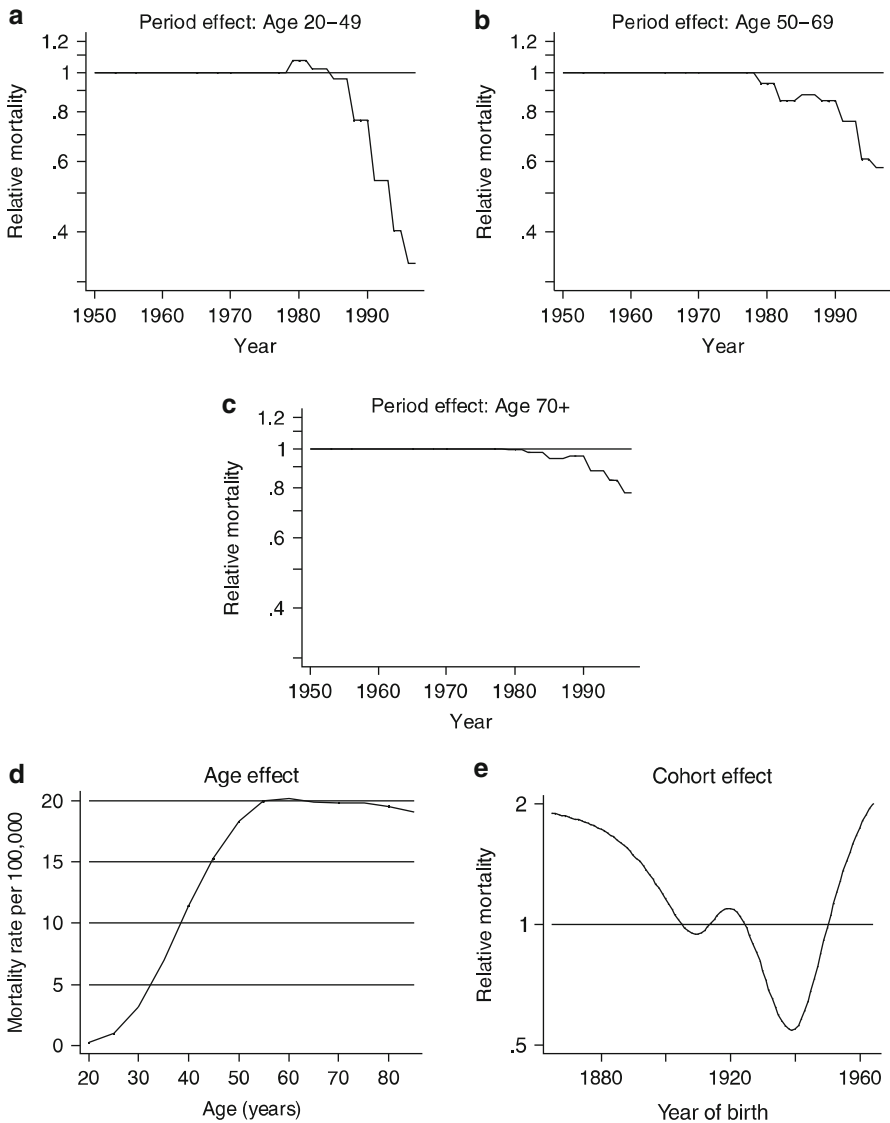 a
Period effect: Age 20–49
1.2
1
.8
.6
.4
Relative mortality
1950 1960 1970 1980 1990
Year
b
Period effect: Age 50–69
1.2
1
.8
.6
.4
Relative mortality
1950 1960 1970 1980 1990
Year
c
Period effect: Age 70+
1.2
1
.8
.6
.4
Relative mortality
1950 1960 1970 1980 1990
Year
d
Age effect
20
15
10
5
0
Mortality rate per 100,000
20 30 40 50 60 70 80
Age (years)
e
Cohort effect
2
1
.5
Relative mortality
1880 1920 1960
Year of birth